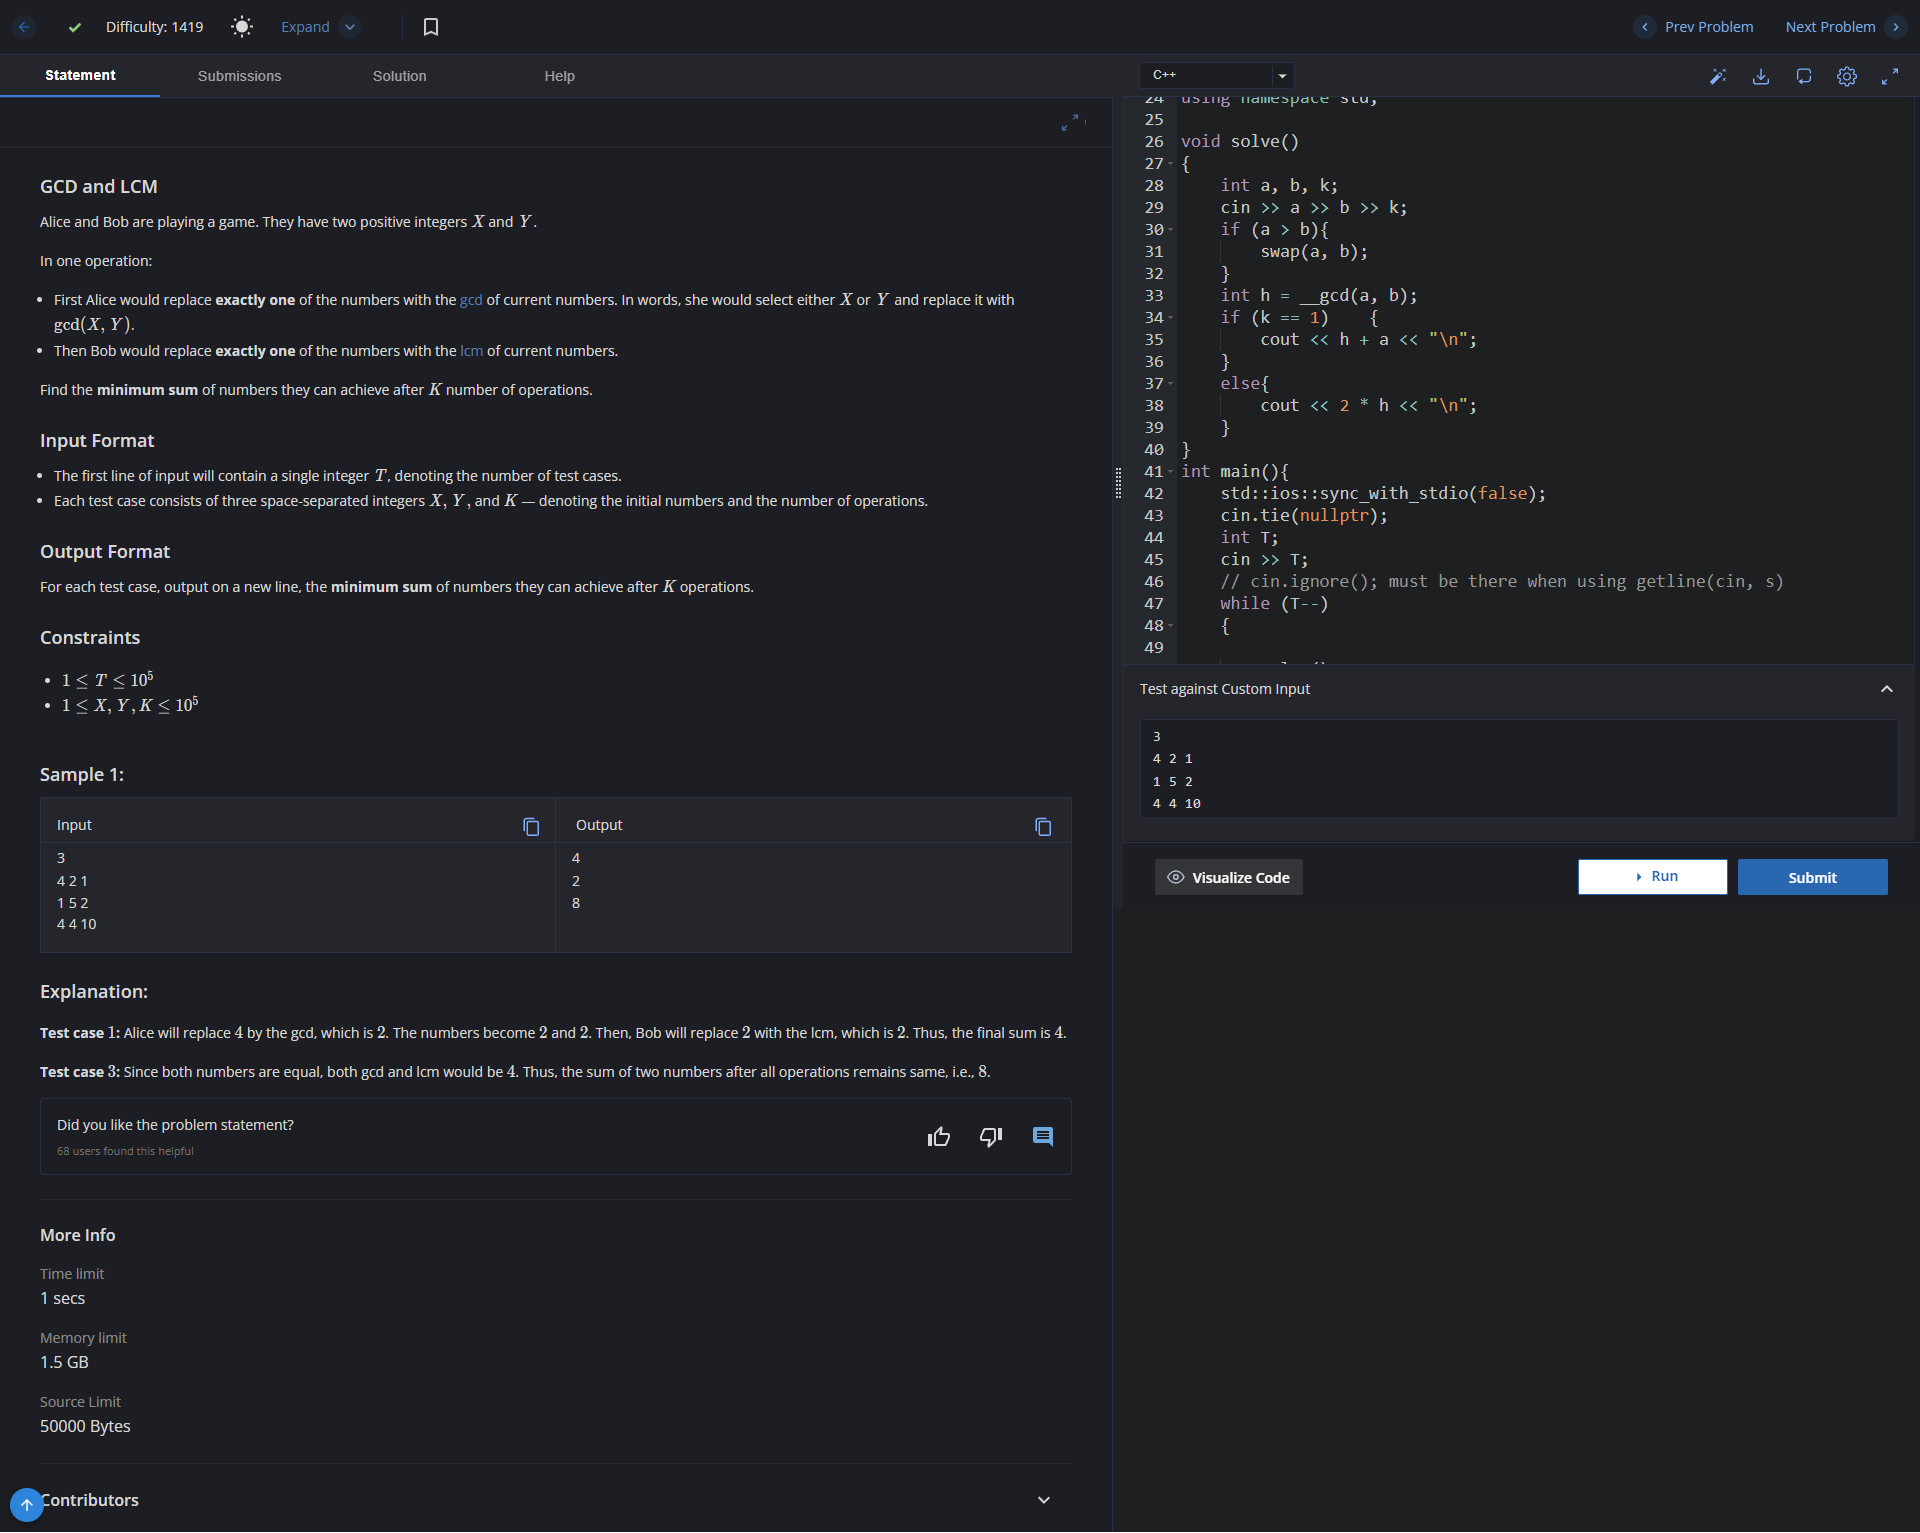 Difficulty: 1419
Expand
Prev Problem
Next Problem
Statement
Submissions
Solution
Help
GCD and LCM
Alice and Bob are playing a game. They have two positive integers X and Y.
In one operation:
• First Alice would replace exactly one of the numbers with the gcd of current numbers. In words, she would select either X or Y and replace it with
gcd(X, Y).
• Then Bob would replace exactly one of the numbers with the lcm of current numbers.
Find the minimum sum of numbers they can achieve after K number of operations.
Input Format
• The first line of input will contain a single integer T, denoting the number of test cases.
• Each test case consists of three space-separated integers X, Y, and K — denoting the initial numbers and the number of operations.
Output Format
For each test case, output on a new line, the minimum sum of numbers they can achieve after K operations.
Constraints
• 1 ≤ T ≤ 10^5
• 1 ≤ X, Y, K ≤ 10^5
Sample 1:
Input
Output
3
4 2 1
1 5 2
4 4 10
4
2
8
Explanation:
Test case 1: Alice will replace 4 by the gcd, which is 2. The numbers become 2 and 2. Then, Bob will replace 2 with the lcm, which is 2. Thus, the final sum is 4.
Test case 3: Since both numbers are equal, both gcd and lcm would be 4. Thus, the sum of two numbers after all operations remains same, i.e., 8.
Did you like the problem statement?
68 users found this helpful
More Info
Time limit
1 secs
Memory limit
1.5 GB
Source Limit
50000 Bytes
Contributors
C++
24 using namespace std;
25
26 void solve()
27 {
28     int a, b, k;
29     cin >> a >> b >> k;
30     if (a > b){
31         swap(a, b);
32     }
33     int h = __gcd(a, b);
34     if (k == 1)    {
35         cout << h + a << "\n";
36     }
37     else{
38         cout << 2 * h << "\n";
39     }
40 }
41 int main(){
42     std::ios::sync_with_stdio(false);
43     cin.tie(nullptr);
44     int T;
45     cin >> T;
46     // cin.ignore(); must be there when using getline(cin, s)
47     while (T--)
48     {
49
Test against Custom Input
3
4 2 1
1 5 2
4 4 10
Visualize Code
Run
Submit